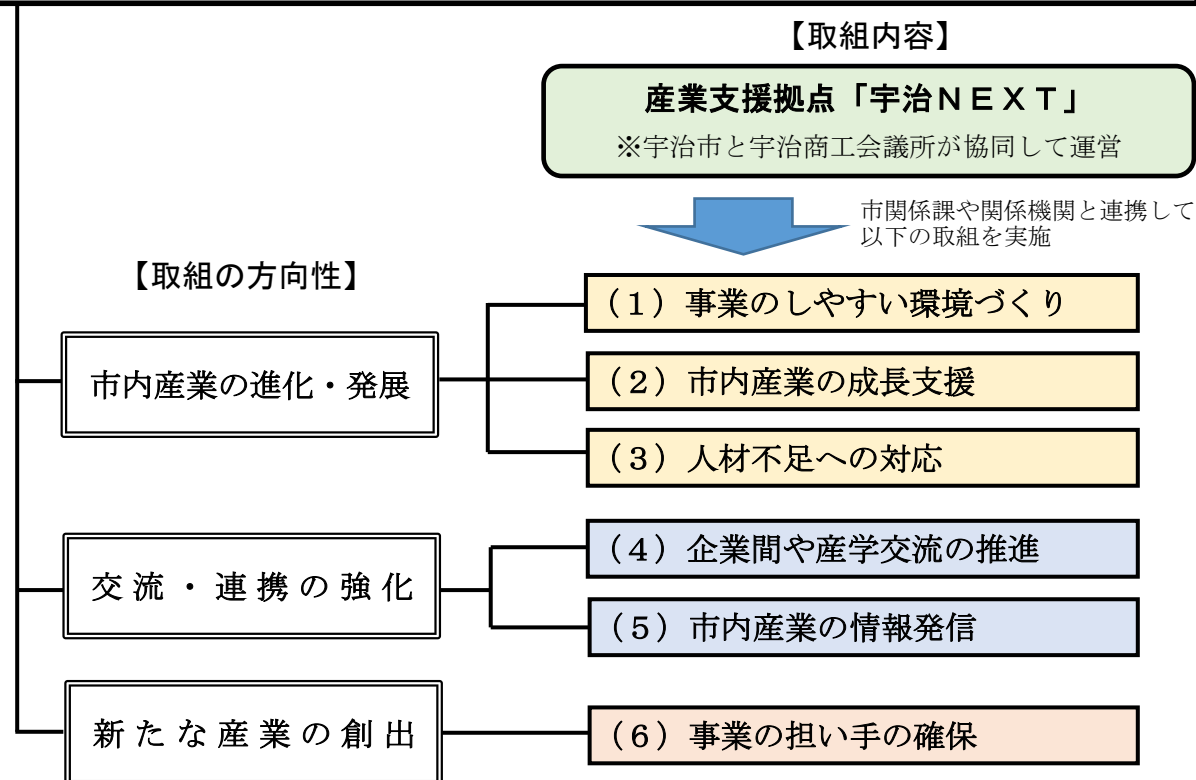 【取組内容】
産業支援拠点「宇治ＮＥＸＴ」
※宇治市と宇治商工会議所が協同して運営
市関係課や関係機関と連携して
以下の取組を実施
【取組の方向性】
市内産業の進化・発展
（１）事業のしやすい環境づくり
（２）市内産業の成長支援
（３）人材不足への対応
交流・連携の強化
（４）企業間や産学交流の推進
（５）市内産業の情報発信
新たな産業の創出
（６）事業の担い手の確保